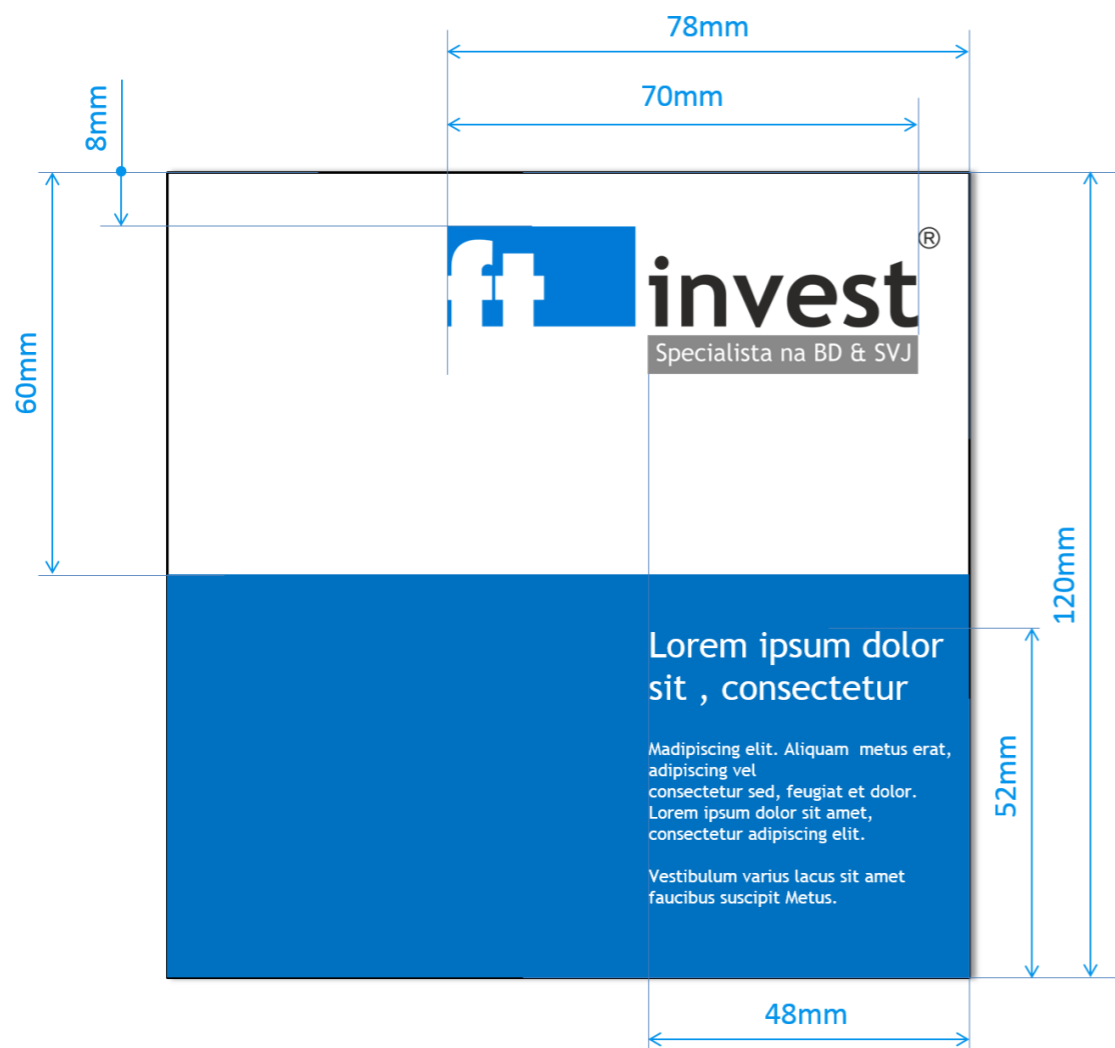 78mm
70mm
8mm
ft invest®
Specialista na BD & SVJ
60mm
120mm
Lorem ipsum dolor
sit , consectetur
Madipiscing elit. Aliquam  metus erat,
adipiscing vel
consectetur sed, feugiat et dolor.
Lorem ipsum dolor sit amet,
consectetur adipiscing elit.
52mm
Vestibulum varius lacus sit amet
faucibus suscipit Metus.
48mm